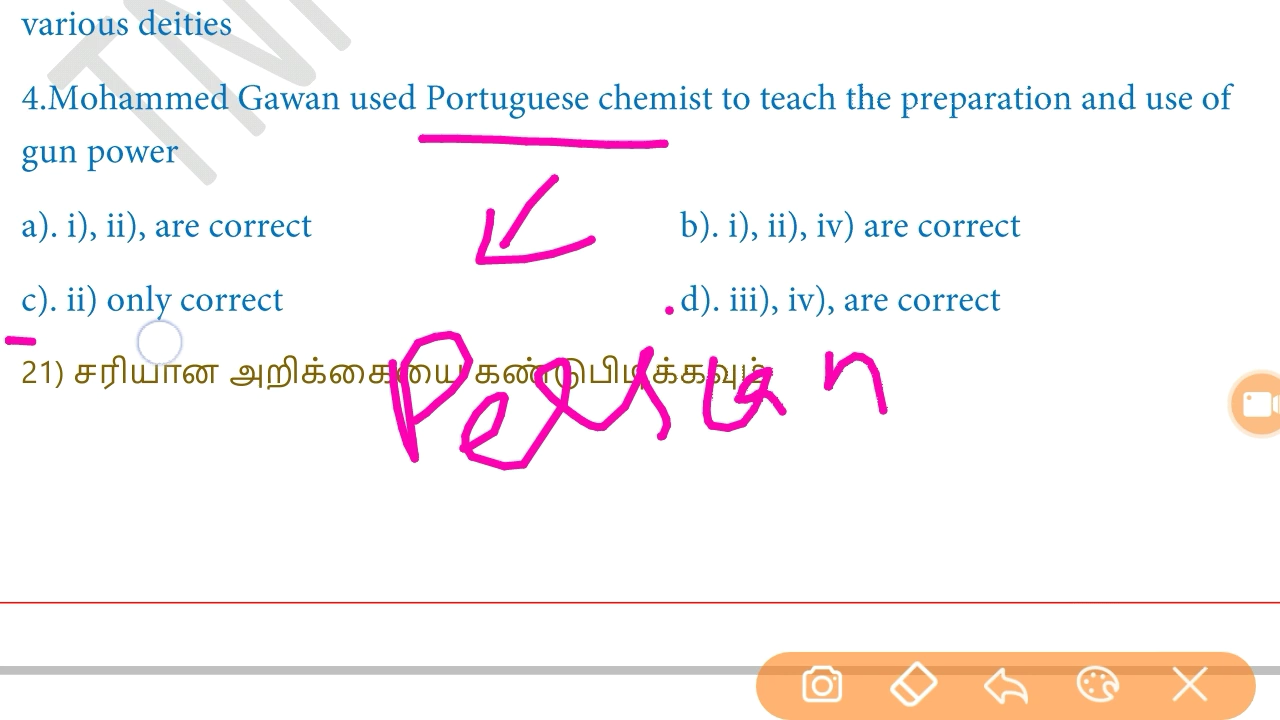 various deities
4.Mohammed Gawan used Portuguese chemist to teach the preparation and use of
gun power
a). i), ii), are correct
b). i), ii), iv) are correct
c). ii) only correct
d). iii), iv), are correct
21) சரியான அறிக்கையை கண்டுபிடிக்கவும்
Persian